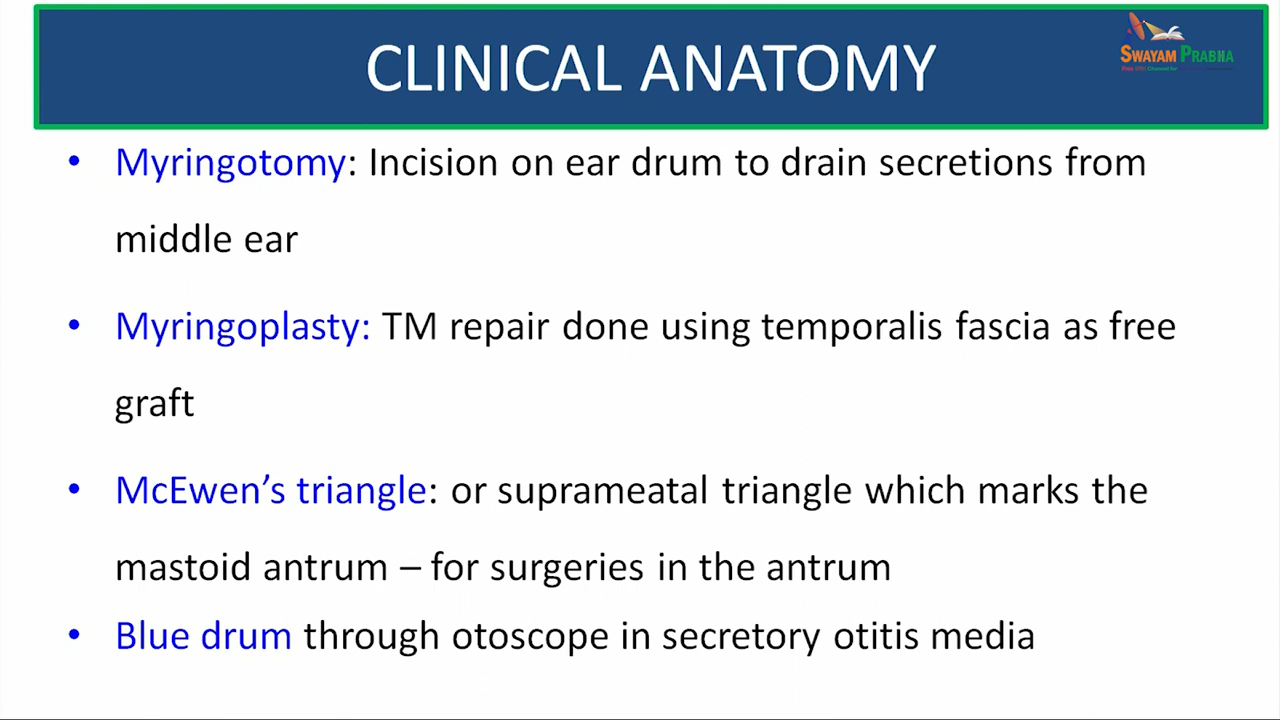 CLINICAL ANATOMY
SWAYAM PRABHA
• Myringotomy: Incision on ear drum to drain secretions from
middle ear
• Myringoplasty: TM repair done using temporalis fascia as free
graft
• McEwen’s triangle: or suprameatal triangle which marks the
mastoid antrum – for surgeries in the antrum
• Blue drum through otoscope in secretory otitis media